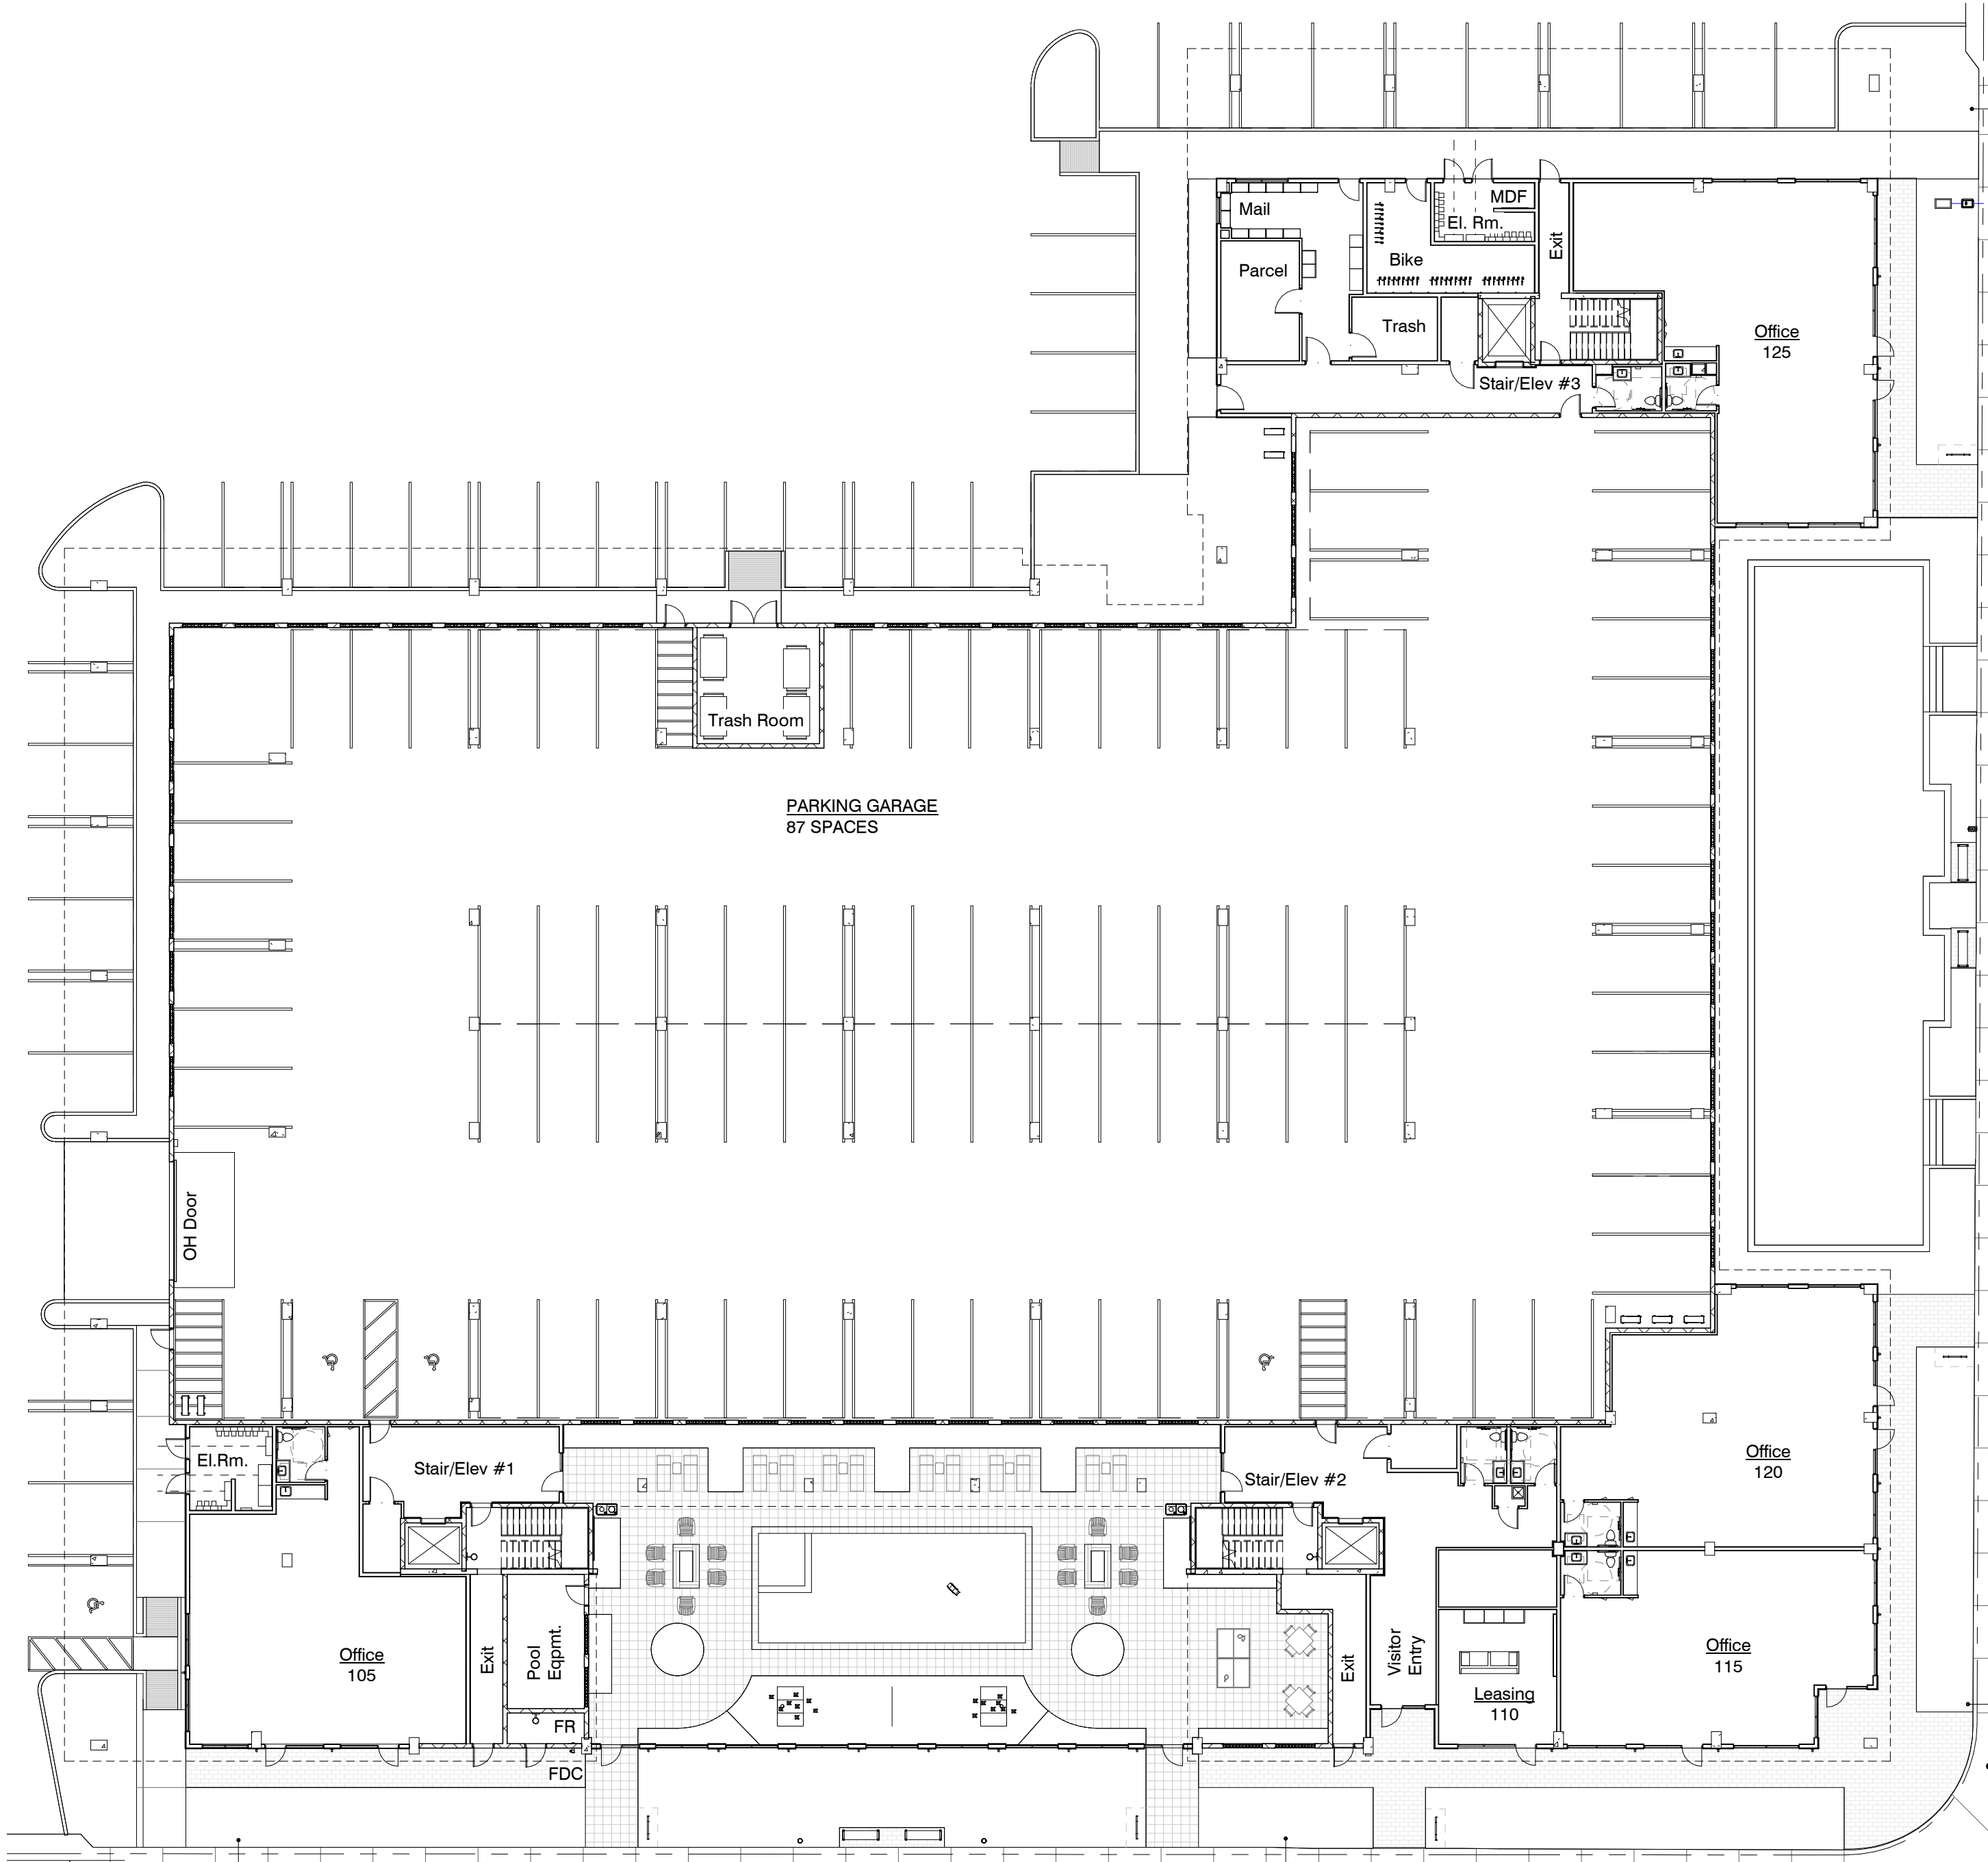 MDF
Mail
El. Rm.
Exit
Bike
Parcel
Trash
Office
125
Stair/Elev #3
Trash Room
PARKING GARAGE
87 SPACES
OH Door
El.Rm.
Stair/Elev #1
Stair/Elev #2
Office
120
Office
105
Exit
Pool
Eqpmt.
Exit
Visitor
Entry
Office
115
Leasing
110
FR
FDC